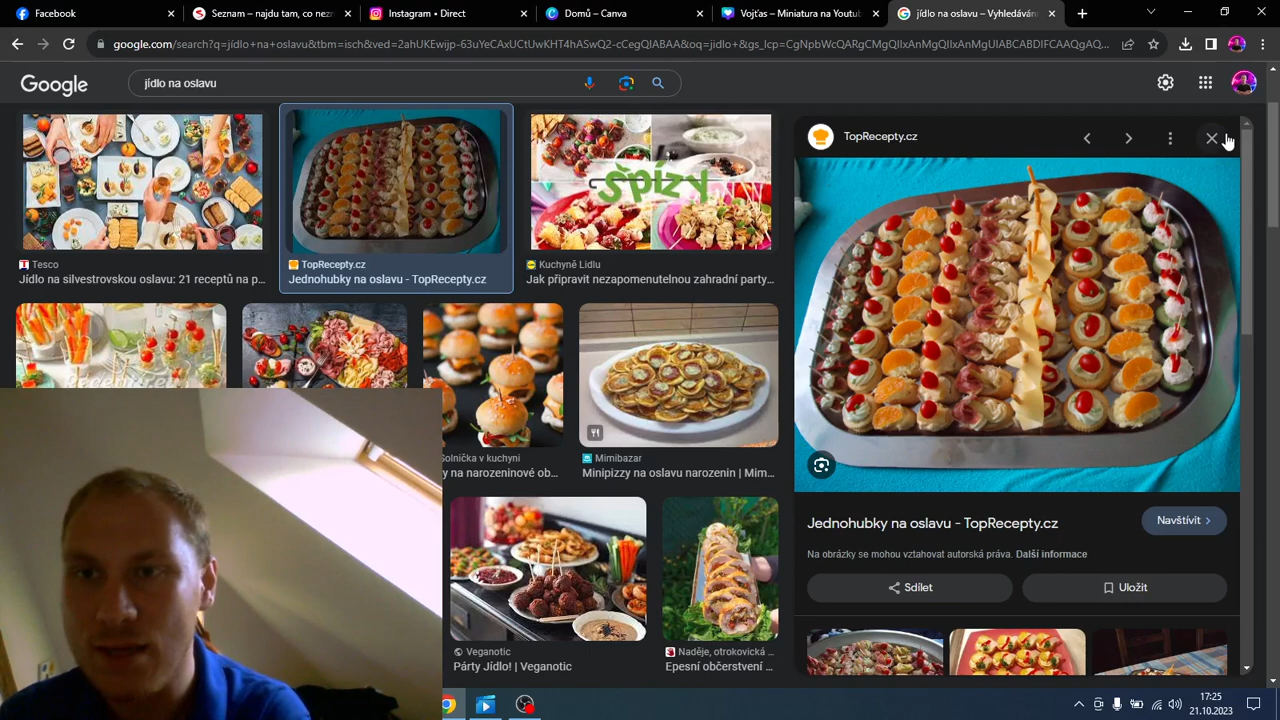 Facebook
Seznam – najdu tam, co nezn
Instagram • Direct
Domů – Canva
Vojťas – Miniatura na Youtub
jídlo na oslavu – Vyhledáván
google.com/search?q=jídlo+na+oslavu&tbm=isch&ved=2ahUKEwijp-63uYeCAxUCtUwKHT4hASwQ2-cCegQIABAA&oq=jídlo+&gs_lcp=CgNpbWcQARgCMgQIIxAnMgQIIxAnMgUIABCABDIFCAAQgAQ...
Google
jídlo na oslavu
Tesco
Jídlo na silvestrovskou oslavu: 21 receptů na p...
TopRecepty.cz
Jednohubky na oslavu - TopRecepty.cz
špízy
Kuchyně Lidlu
Jak připravit nezapomenutelnou zahradní party...
TopRecepty.cz
Solnička v kuchyni
y na narozeninové ob...
Mimibazar
Minipizzy na oslavu narozenin | Mim...
Veganotic
Párty Jídlo! | Veganotic
Naděje, otrokovická ...
Epesní občerstvení ...
Jednohubky na oslavu - TopRecepty.cz
Navštívit
Na obrázky se mohou vztahovat autorská práva. Další informace
Sdílet
Uložit
17:25
21.10.2023